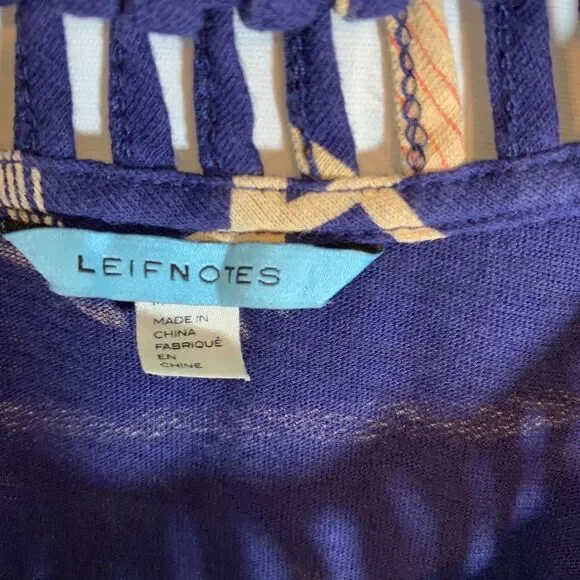 LEIFNOTES
MADE IN
CHINA
FABRIQUÉ
EN
CHINE